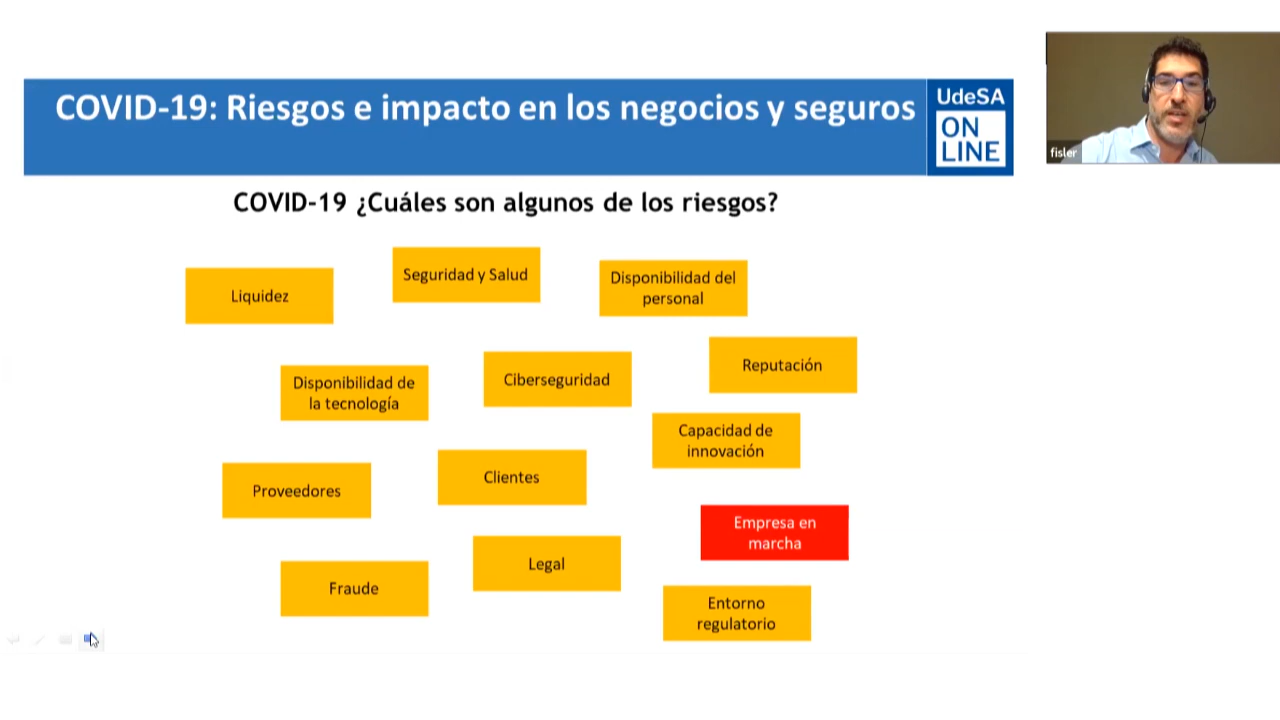 COVID-19: Riesgos e impacto en los negocios y seguros
UdeSA
ON
LINE
fisler
COVID-19 ¿Cuáles son algunos de los riesgos?
Liquidez
Seguridad y Salud
Disponibilidad del
personal
Disponibilidad de
la tecnología
Ciberseguridad
Reputación
Capacidad de
innovación
Proveedores
Clientes
Empresa en
marcha
Fraude
Legal
Entorno
regulatorio